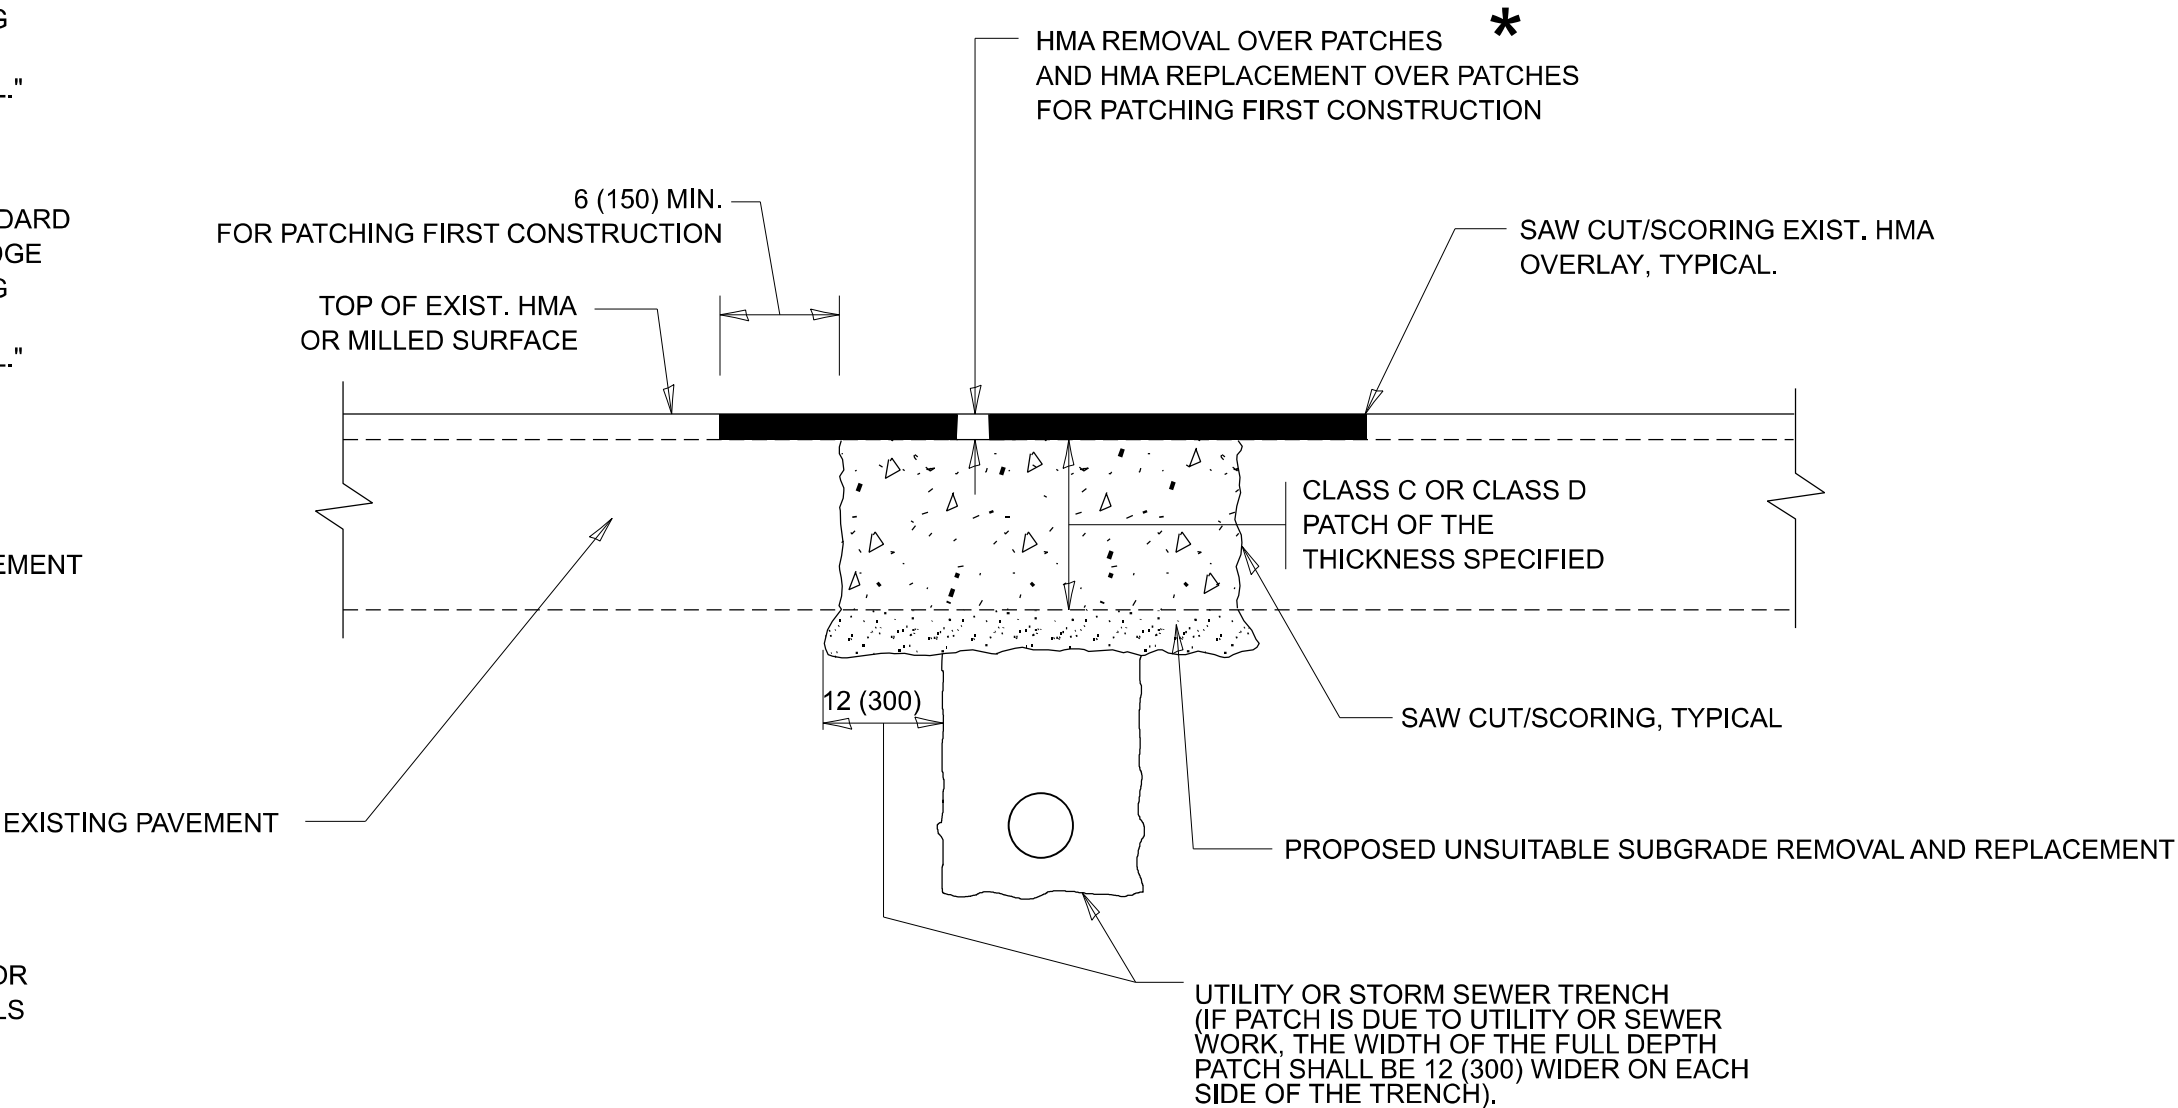 HMA REMOVAL OVER PATCHES *
AND HMA REPLACEMENT OVER PATCHES
FOR PATCHING FIRST CONSTRUCTION
L."
6 (150) MIN.
FOR PATCHING FIRST CONSTRUCTION
SAW CUT/SCORING EXIST. HMA
OVERLAY, TYPICAL.
TOP OF EXIST. HMA
OR MILLED SURFACE
L."
CLASS C OR CLASS D
PATCH OF THE
THICKNESS SPECIFIED
12 (300)
SAW CUT/SCORING, TYPICAL
EXISTING PAVEMENT
PROPOSED UNSUITABLE SUBGRADE REMOVAL AND REPLACEMENT
OR
LS
UTILITY OR STORM SEWER TRENCH
(IF PATCH IS DUE TO UTILITY OR SEWER
WORK, THE WIDTH OF THE FULL DEPTH
PATCH SHALL BE 12 (300) WIDER ON EACH
SIDE OF THE TRENCH).